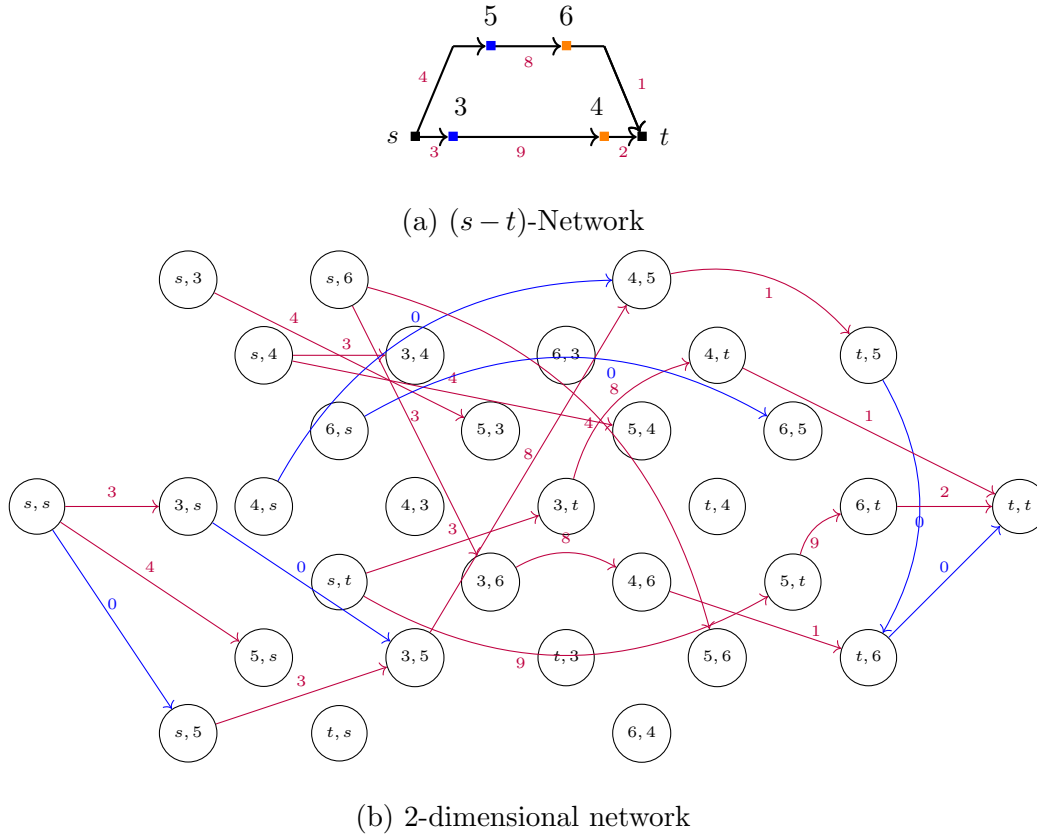 5 6
4 8 1
3 4
s t
3 9 2
(a) (s − t)-Network
s, 3 s, 6 4, 5
1
4 0
s, 4 3 3, 4 6, 3 4, t t, 5
4 0 8
3 4 1
6, s 5, 3 5, 4 6, 5
8
s, s 3 3, s 4, s 4, 3 3, t t, 4 6, t 2 t, t
3 8 9 0
4 0 0
s, t 3, 6 4, 6 5, t
0
1
5, s 3, 5 9 t, 3 5, 6 t, 6
3
s, 5 t, s 6, 4
(b) 2-dimensional network